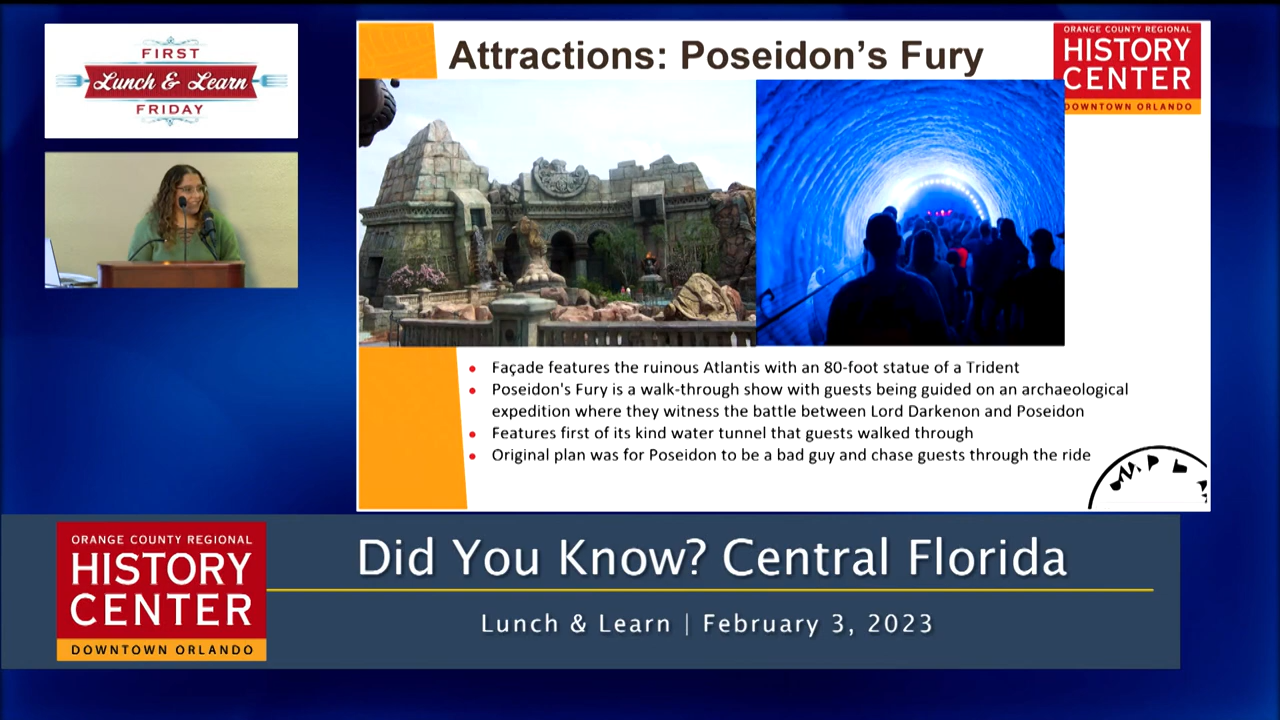 FIRST
Lunch & Learn
FRIDAY
Attractions: Poseidon’s Fury
ORANGE COUNTY REGIONAL
HISTORY
CENTER
DOWNTOWN ORLANDO
• Façade features the ruinous Atlantis with an 80-foot statue of a Trident
• Poseidon's Fury is a walk-through show with guests being guided on an archaeological
expedition where they witness the battle between Lord Darkenon and Poseidon
• Features first of its kind water tunnel that guests walked through
• Original plan was for Poseidon to be a bad guy and chase guests through the ride
ORANGE COUNTY REGIONAL
HISTORY
CENTER
DOWNTOWN ORLANDO
Did You Know? Central Florida
Lunch & Learn | February 3, 2023